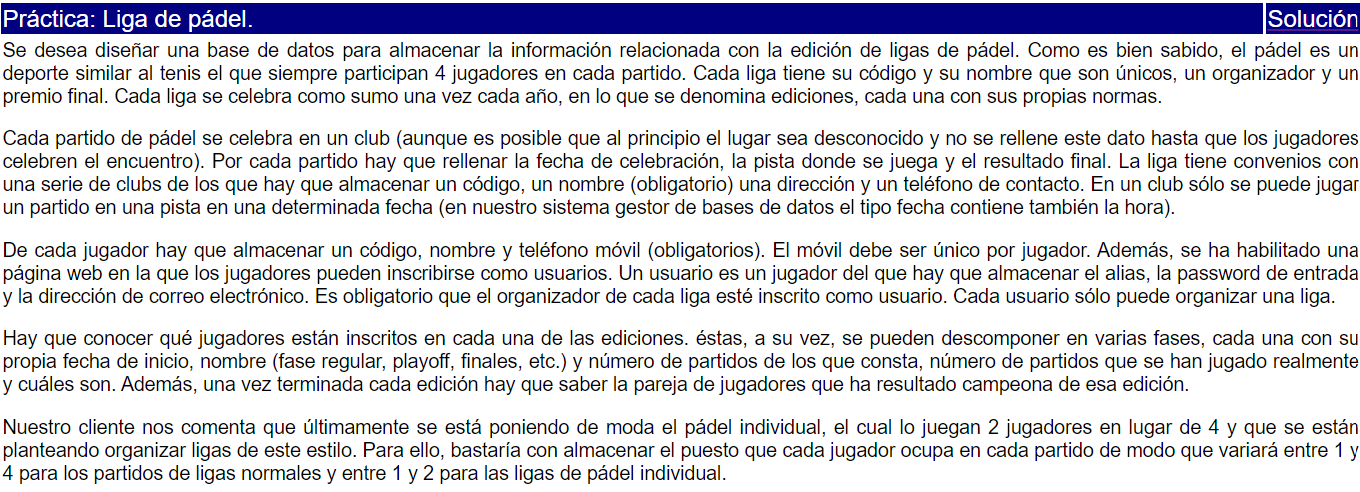 Práctica: Liga de pádel. Solución
Se desea diseñar una base de datos para almacenar la información relacionada con la edición de ligas de pádel. Como es bien sabido, el pádel es un
deporte similar al tenis el que siempre participan 4 jugadores en cada partido. Cada liga tiene su código y su nombre que son únicos, un organizador y un
premio final. Cada liga se celebra como sumo una vez cada año, en lo que se denomina ediciones, cada una con sus propias normas.
Cada partido de pádel se celebra en un club (aunque es posible que al principio el lugar sea desconocido y no se rellene este dato hasta que los jugadores
celebren el encuentro). Por cada partido hay que rellenar la fecha de celebración, la pista donde se juega y el resultado final. La liga tiene convenios con
una serie de clubs de los que hay que almacenar un código, un nombre (obligatorio) una dirección y un teléfono de contacto. En un club sólo se puede jugar
un partido en una pista en una determinada fecha (en nuestro sistema gestor de bases de datos el tipo fecha contiene también la hora).
De cada jugador hay que almacenar un código, nombre y teléfono móvil (obligatorios). El móvil debe ser único por jugador. Además, se ha habilitado una
página web en la que los jugadores pueden inscribirse como usuarios. Un usuario es un jugador del que hay que almacenar el alias, la password de entrada
y la dirección de correo electrónico. Es obligatorio que el organizador de cada liga esté inscrito como usuario. Cada usuario sólo puede organizar una liga.
Hay que conocer qué jugadores están inscritos en cada una de las ediciones. éstas, a su vez, se pueden descomponer en varias fases, cada una con su
propia fecha de inicio, nombre (fase regular, playoff, finales, etc.) y número de partidos de los que consta, número de partidos que se han jugado realmente
y cuáles son. Además, una vez terminada cada edición hay que saber la pareja de jugadores que ha resultado campeona de esa edición.
Nuestro cliente nos comenta que últimamente se está poniendo de moda el pádel individual, el cual lo juegan 2 jugadores en lugar de 4 y que se están
planteando organizar ligas de este estilo. Para ello, bastaría con almacenar el puesto que cada jugador ocupa en cada partido de modo que variará entre 1 y
4 para los partidos de ligas normales y entre 1 y 2 para las ligas de pádel individual.